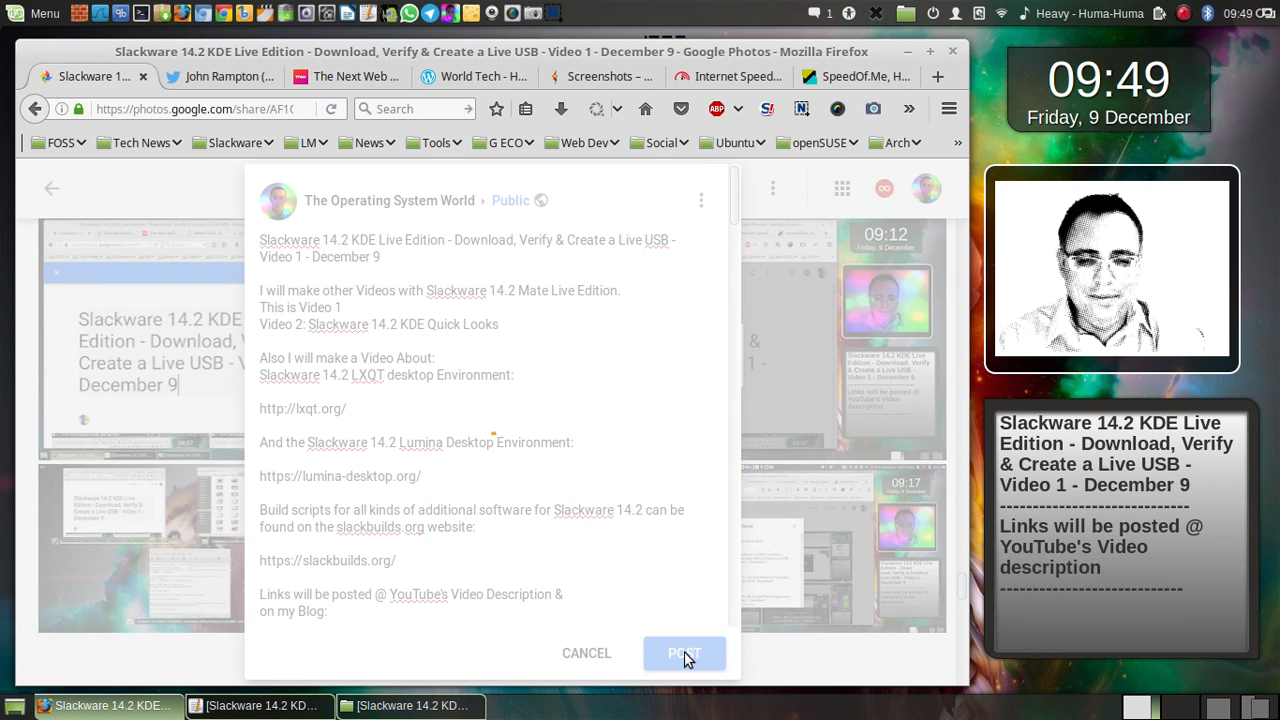 Menu
1
Heavy - Huma-Huma
09:49
Slackware 14.2 KDE Live Edition - Download, Verify & Create a Live USB - Video 1 - December 9 - Google Photos - Mozilla Firefox
Slackware 1...
John Rampton (...
The Next Web ...
World Tech - H...
Screenshots – ...
Internet Speed...
SpeedOf.Me, H...
https://photos.google.com/share/AF1
Search
ABP
FOSS
Tech News
Slackware
LM
News
Tools
G ECO
Web Dev
Social
Ubuntu
openSUSE
Arch
09:49
Friday, 9 December
The Operating System World
Public
Slackware 14.2 KDE Live Edition - Download, Verify & Create a Live USB -
Video 1 - December 9
I will make other Videos with Slackware 14.2 Mate Live Edition.
This is Video 1
Video 2: Slackware 14.2 KDE Quick Looks
Also I will make a Video About:
Slackware 14.2 LXQT desktop Environment:
http://lxqt.org/
And the Slackware 14.2 Lumina Desktop Environment:
https://lumina-desktop.org/
Build scripts for all kinds of additional software for Slackware 14.2 can be
found on the slackbuilds.org website:
https://slackbuilds.org/
Links will be posted @ YouTube's Video Description &
on my Blog:
CANCEL
POST
Slackware 14.2 KDE
Edition - Download,
Create a Live USB -
December 9
09:12
Friday, 9 December
09:17
Slackware 14.2 KDE Live
Edition - Download, Verify
& Create a Live USB -
Video 1 - December 9
---------------------------
Links will be posted @
YouTube's Video
description
--------------------------
Slackware 14.2 KDE...
[Slackware 14.2 KD...
[Slackware 14.2 KD...